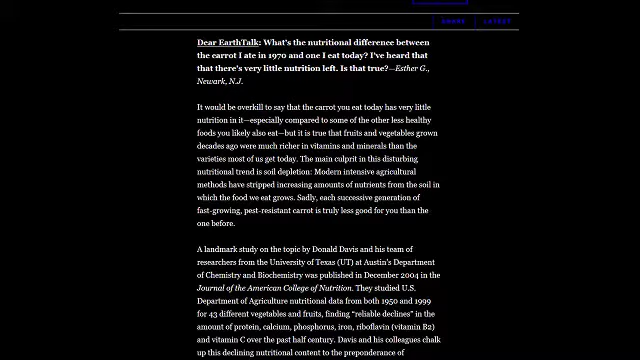 SHARE LATEST
Dear EarthTalk: What's the nutritional difference between
the carrot I ate in 1970 and one I eat today? I've heard that
that there's very little nutrition left. Is that true?—Esther G.,
Newark, N.J.
It would be overkill to say that the carrot you eat today has very little
nutrition in it—especially compared to some of the other less healthy
foods you likely also eat—but it is true that fruits and vegetables grown
decades ago were much richer in vitamins and minerals than the
varieties most of us get today. The main culprit in this disturbing
nutritional trend is soil depletion: Modern intensive agricultural
methods have stripped increasing amounts of nutrients from the soil in
which the food we eat grows. Sadly, each successive generation of
fast-growing, pest-resistant carrot is truly less good for you than the
one before.
A landmark study on the topic by Donald Davis and his team of
researchers from the University of Texas (UT) at Austin's Department
of Chemistry and Biochemistry was published in December 2004 in the
Journal of the American College of Nutrition. They studied U.S.
Department of Agriculture nutritional data from both 1950 and 1999
for 43 different vegetables and fruits, finding “reliable declines” in the
amount of protein, calcium, phosphorus, iron, riboflavin (vitamin B2)
and vitamin C over the past half century. Davis and his colleagues chalk
up this declining nutritional content to the preponderance of